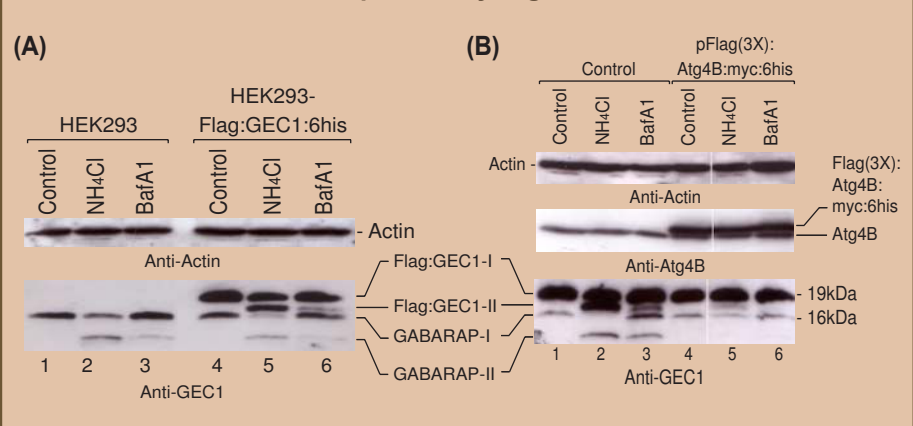 (A)
HEK293
HEK293-
Flag:GEC1:6his
Control
NH4Cl
BafA1
Control
NH4Cl
BafA1
Actin
Anti-Actin
Flag:GEC1-I
Flag:GEC1-II
GABARAP-I
GABARAP-II
1 2 3 4 5 6
Anti-GEC1
(B)
Control
pFlag(3X):
Atg4B:myc:6his
Control
NH4Cl
BafA1
Control
NH4Cl
BafA1
Actin
Anti-Actin
Flag(3X):
Atg4B:
myc:6his
Atg4B
Anti-Atg4B
19kDa
16kDa
1 2 3 4 5 6
Anti-GEC1